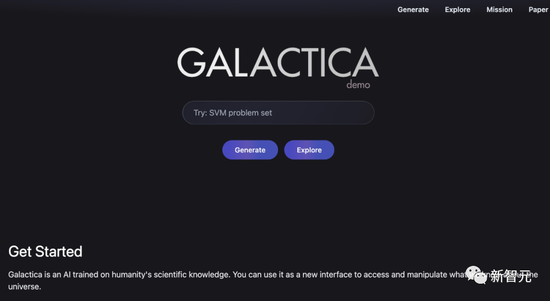 Generate Explore Mission Paper
GALACTICA
demo
Try: SVM problem set
Generate Explore
Get Started
Galactica is an AI trained on humanity's scientific knowledge. You can use it as a new interface to access and manipulate the
universe.
新智元